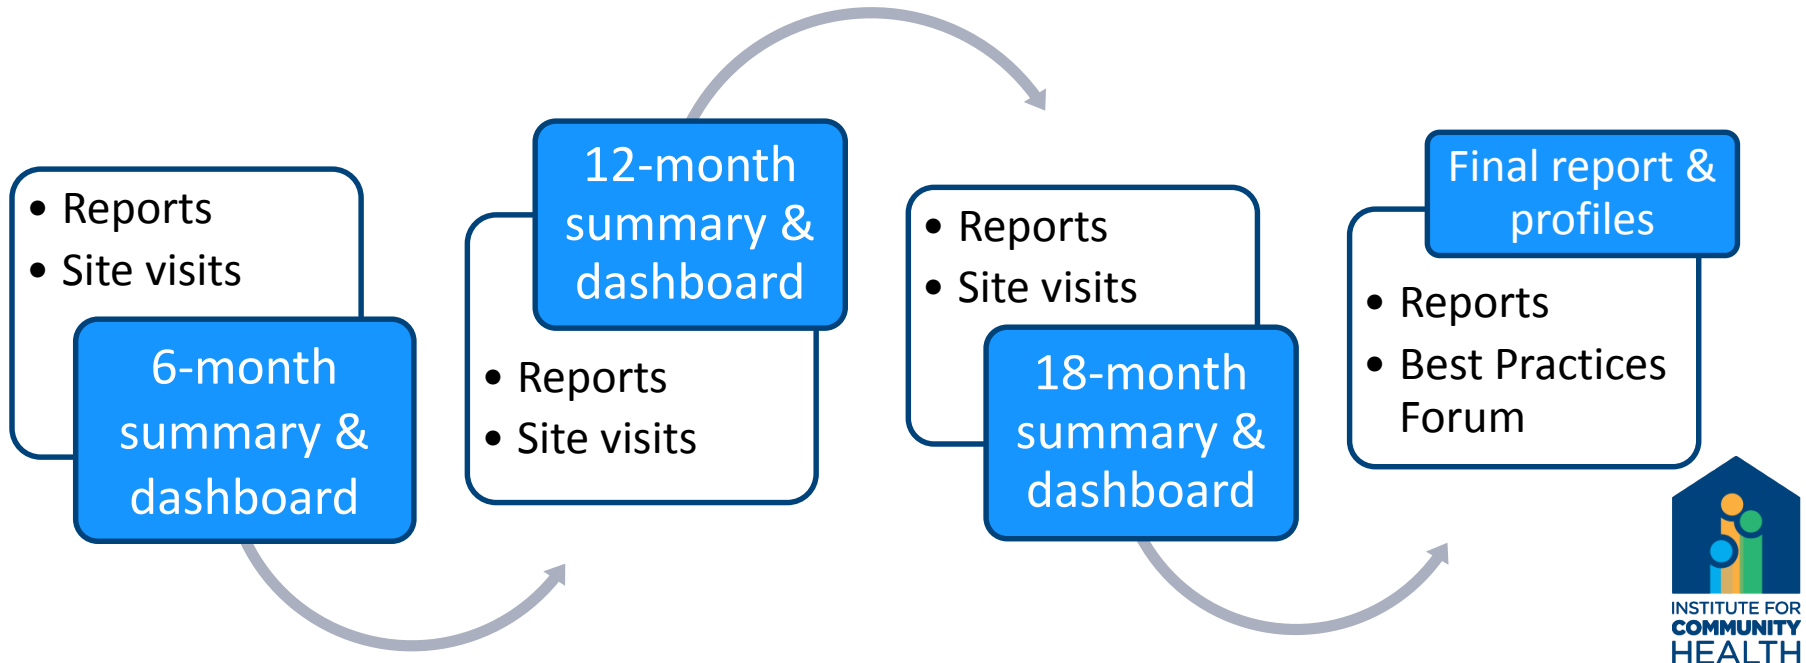 • Reports
• Site visits
6-month
summary &
dashboard
12-month
summary &
dashboard
• Reports
• Site visits
• Reports
• Site visits
18-month
summary &
dashboard
Final report &
profiles
• Reports
• Best Practices
Forum
INSTITUTE FOR
COMMUNITY
HEALTH